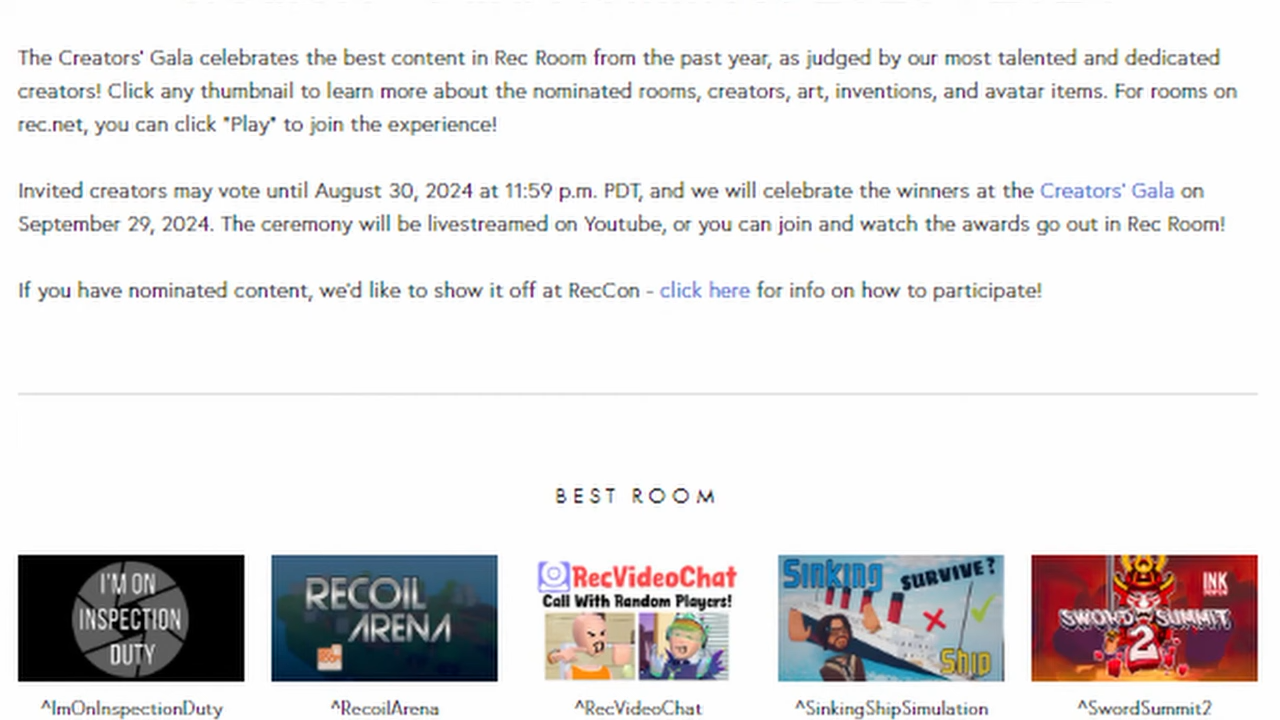 The Creators' Gala celebrates the best content in Rec Room from the past year, as judged by our most talented and dedicated
creators! Click any thumbnail to learn more about the nominated rooms, creators, art, inventions, and avatar items. For rooms on
rec.net, you can click "Play" to join the experience!
Invited creators may vote until August 30, 2024 at 11:59 p.m. PDT, and we will celebrate the winners at the Creators' Gala on
September 29, 2024. The ceremony will be livestreamed on Youtube, or you can join and watch the awards go out in Rec Room!
If you have nominated content, we'd like to show it off at RecCon - click here for info on how to participate!
BEST ROOM
I'M ON
INSPECTION
DUTY
RECOIL
ARENA
RecVideoChat
Call With Random Players!
Sinking
SURVIVE?
Ship
INK
SWORD SUMMIT
2
^ImOnInspectionDuty
^RecoilArena
^RecVideoChat
^SinkingShipSimulation
^SwordSummit2